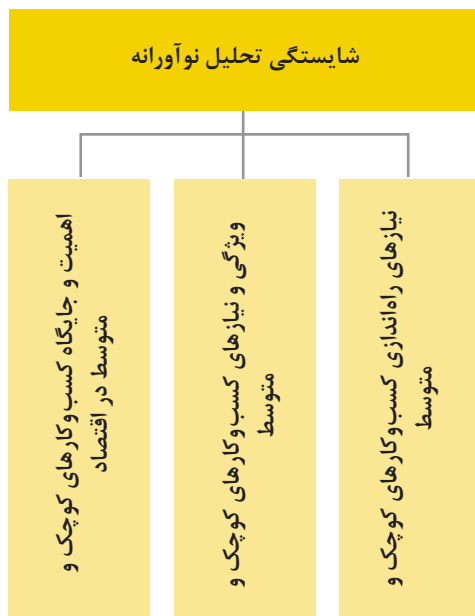 شایستگی تحلیل نوآورانه
نیازهای راه‌اندازی کسب‌وکارهای کوچک و
متوسط
ویژگی و نیازهای کسب‌وکارهای کوچک و
متوسط
اهمیت و جایگاه کسب‌وکارهای کوچک و
متوسط در اقتصاد